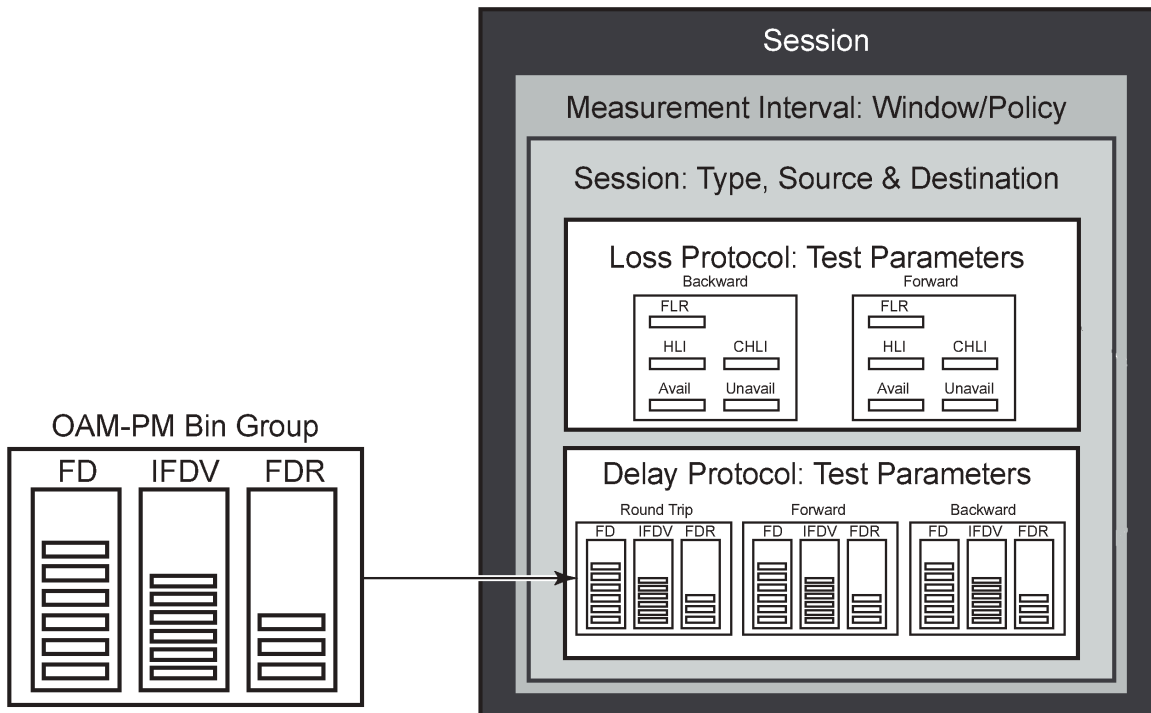 Session
Measurement Interval: Window/Policy
Session: Type, Source & Destination
Loss Protocol: Test Parameters
Backward
FLR
HLI CHLI
Avail Unavail
Forward
FLR
HLI CHLI
Avail Unavail
OAM-PM Bin Group
FD IFDV FDR
Delay Protocol: Test Parameters
Round Trip
FD IFDV FDR
Forward
FD IFDV FDR
Backward
FD IFDV FDR